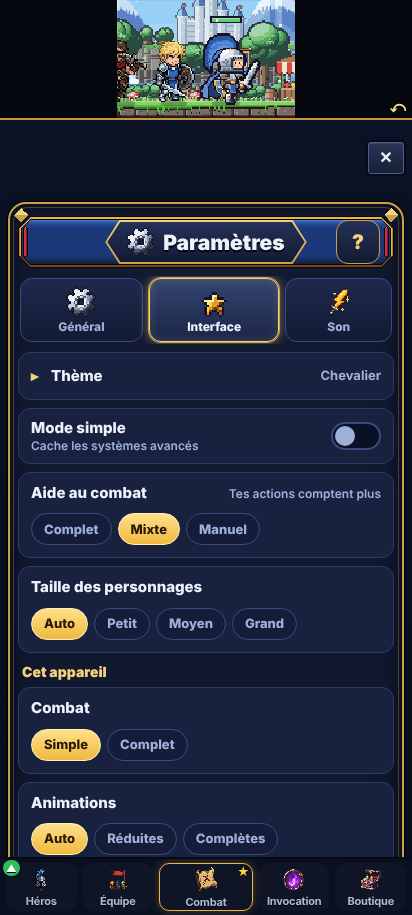 Paramètres
?
Général
Interface
Son
Thème
Chevalier
Mode simple
Cache les systèmes avancés
Aide au combat
Tes actions comptent plus
Complet
Mixte
Manuel
Taille des personnages
Auto
Petit
Moyen
Grand
Cet appareil
Combat
Simple
Complet
Animations
Auto
Réduites
Complètes
Héros
Équipe
Combat
Invocation
Boutique